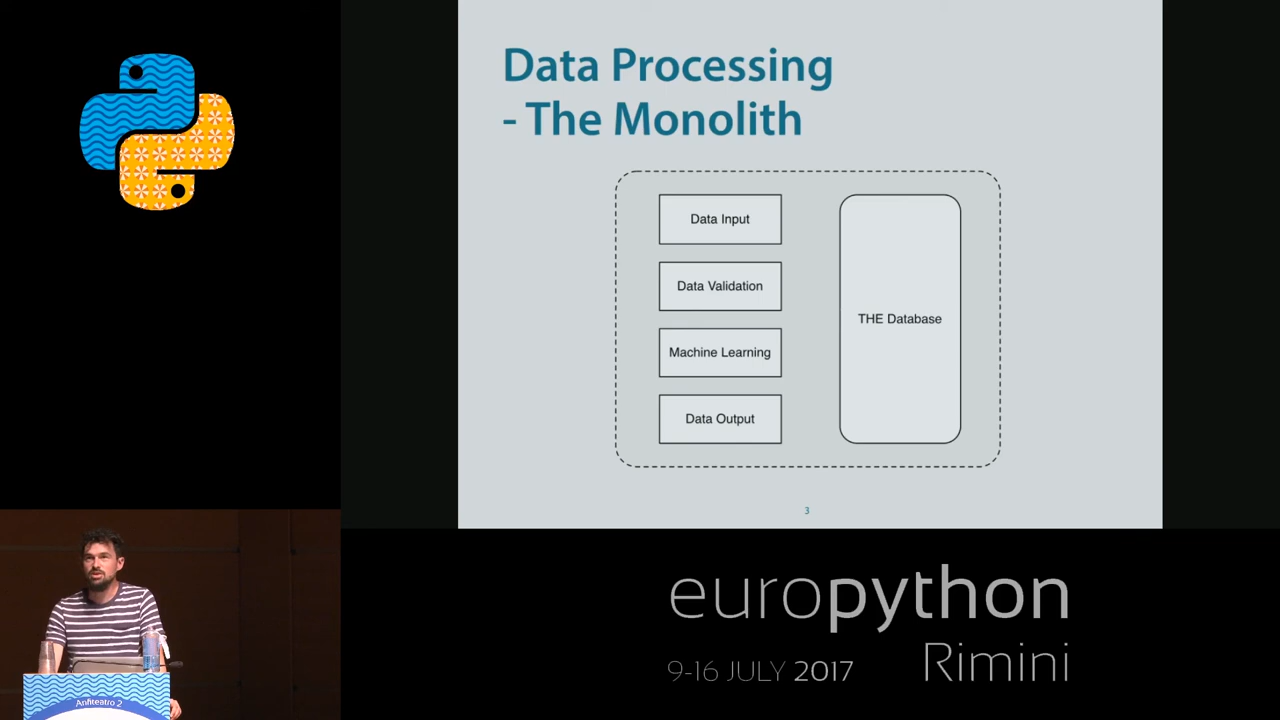 Data Processing
- The Monolith
Data Input
Data Validation
Machine Learning
Data Output
THE Database
3
europython
Rimini
9-16 JULY 2017
Anfiteatro 2